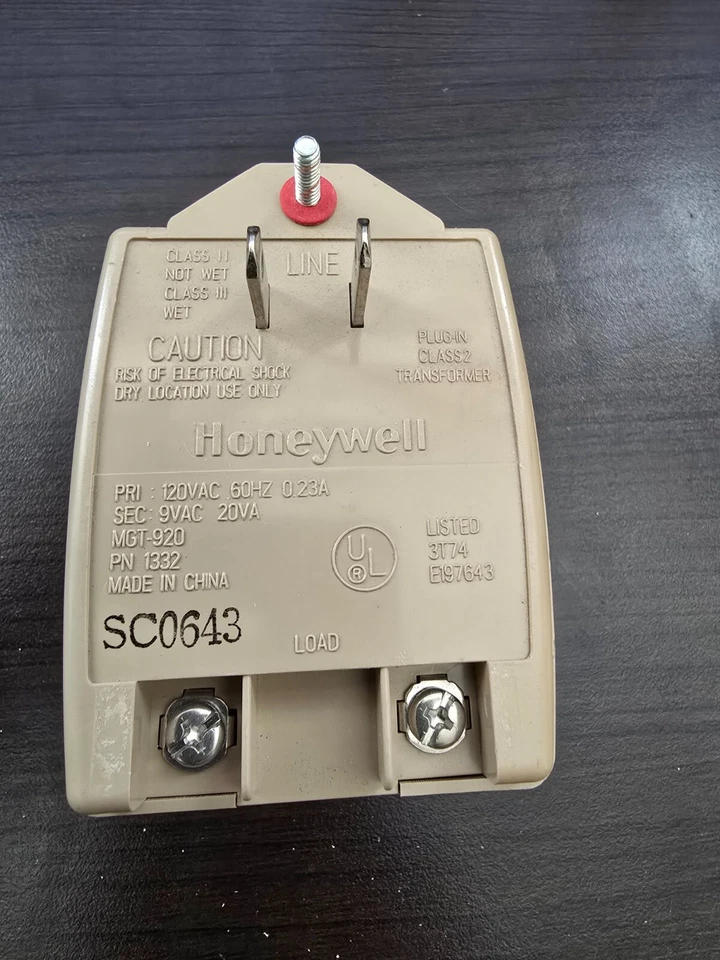 CLASS II
NOT WET
CLASS III
WET
LINE
CAUTION
RISK OF ELECTRICAL SHOCK
DRY LOCATION USE ONLY
PLUG-IN
CLASS 2
TRANSFORMER
Honeywell
PRI : 120VAC 60HZ 0.23A
SEC: 9VAC 20VA
MGT-920
PN 1332
MADE IN CHINA
UL
®
LISTED
3T74
E197643
SC0643
LOAD